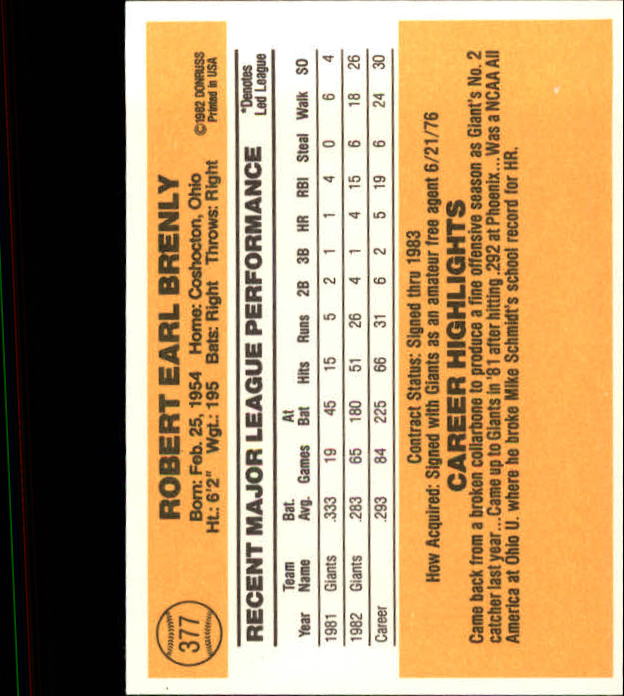 377
ROBERT EARL BRENLY
Born: Feb. 25, 1954 Home: Coshocton, Ohio
Ht.: 6'2" Wgt.: 195 Bats: Right Throws: Right
©1982 DONRUSS
Printed in USA
RECENT MAJOR LEAGUE PERFORMANCE
*Denotes
Led League
Team Bat. At
Year Name Avg. Games Bat Hits Runs 2B 3B HR RBI Steal Walk SO
1981 Giants .333 19 45 15 5 2 1 1 4 0 6 4
1982 Giants .283 65 180 51 26 4 1 4 15 6 18 26
Career .293 84 225 66 31 6 2 5 19 6 24 30
Contract Status: Signed thru 1983
How Acquired: Signed with Giants as an amateur free agent 6/21/76
CAREER HIGHLIGHTS
Came back from a broken collarbone to produce a fine offensive season as Giant's No. 2
catcher last year...Came up to Giants in '81 after hitting .292 at Phoenix...Was a NCAA All
America at Ohio U. where he broke Mike Schmidt's school record for HR.